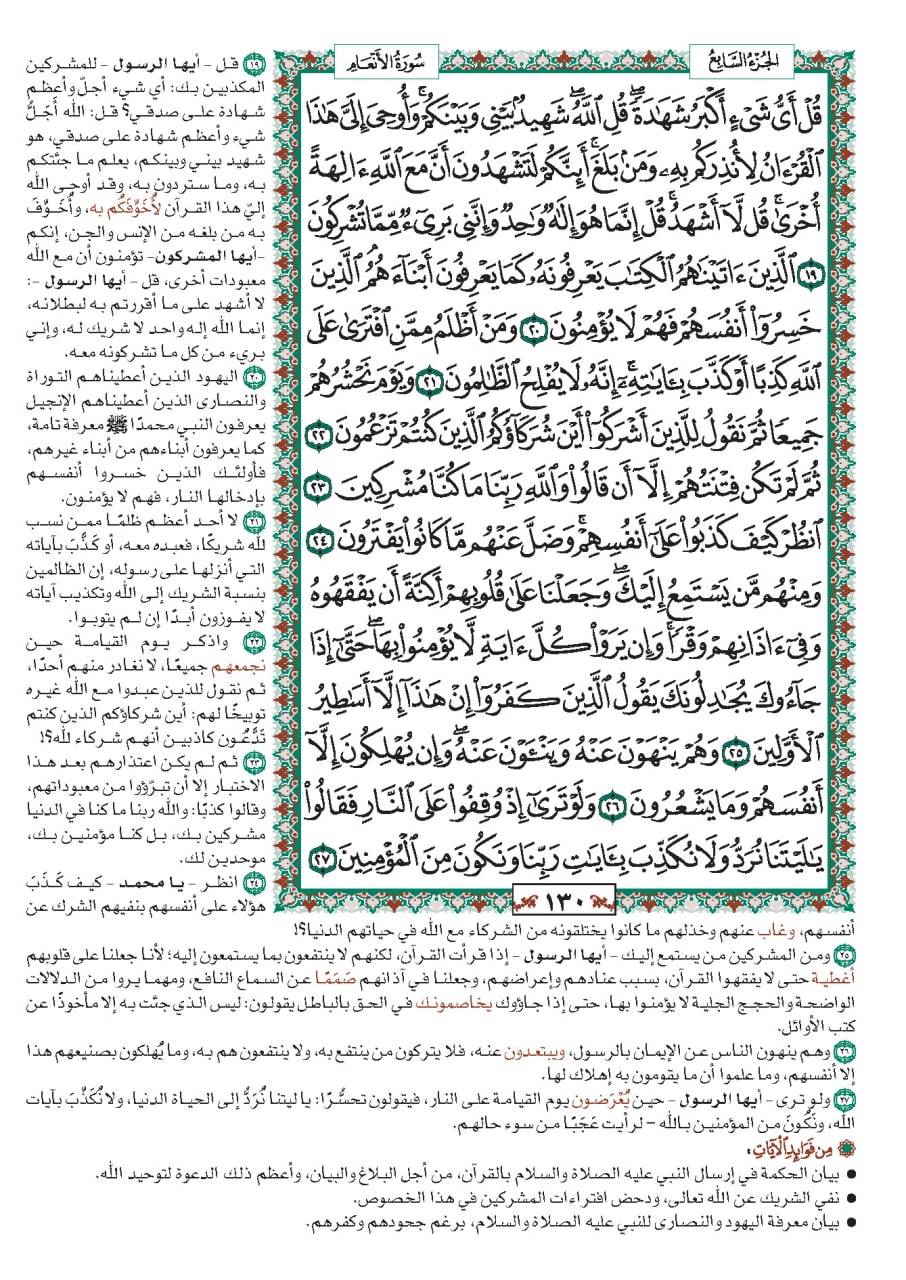 سُورَةُ الأَنْعَامِ
الجُزْءُ السَّابِعُ
قُلْ أَىُّ شَىْءٍ أَكْبَرُ شَهَٰدَةً ۖ قُلِ ٱللَّهُ ۖ شَهِيدٌۢ بَيْنِى وَبَيْنَكُمْ ۚ وَأُوحِىَ إِلَىَّ هَٰذَا
ٱلْقُرْءَانُ لِأُنذِرَكُم بِهِۦ وَمَنۢ بَلَغَ ۚ أَئِنَّكُمْ لَتَشْهَدُونَ أَنَّ مَعَ ٱللَّهِ ءَالِهَةً
أُخْرَىٰ ۚ قُل لَّآ أَشْهَدُ ۚ قُلْ إِنَّمَا هُوَ إِلَٰهٌ وَٰحِدٌ وَإِنَّنِى بَرِىٓءٌ مِّمَّا تُشْرِكُونَ
١٩ ٱلَّذِينَ ءَاتَيْنَٰهُمُ ٱلْكِتَٰبَ يَعْرِفُونَهُۥ كَمَا يَعْرِفُونَ أَبْنَآءَهُمُ ۘ ٱلَّذِينَ
خَسِرُوٓا۟ أَنفُسَهُمْ فَهُمْ لَا يُؤْمِنُونَ ٢٠ وَمَنْ أَظْلَمُ مِمَّنِ ٱفْتَرَىٰ عَلَى
ٱللَّهِ كَذِبًا أَوْ كَذَّبَ بِـَٔايَٰتِهِۦٓ ۗ إِنَّهُۥ لَا يُفْلِحُ ٱلظَّٰلِمُونَ ٢١ وَيَوْمَ نَحْشُرُهُمْ
جَمِيعًا ثُمَّ نَقُولُ لِلَّذِينَ أَشْرَكُوٓا۟ أَيْنَ شُرَكَآؤُكُمُ ٱلَّذِينَ كُنتُمْ تَزْعُمُونَ ٢٢
ثُمَّ لَمْ تَكُن فِتْنَتُهُمْ إِلَّآ أَن قَالُوا۟ وَٱللَّهِ رَبِّنَا مَا كُنَّا مُشْرِكِينَ ٢٣
ٱنظُرْ كَيْفَ كَذَبُوا۟ عَلَىٰٓ أَنفُسِهِمْ ۚ وَضَلَّ عَنْهُم مَّا كَانُوا۟ يَفْتَرُونَ ٢٤
وَمِنْهُم مَّن يَسْتَمِعُ إِلَيْكَ ۖ وَجَعَلْنَا عَلَىٰ قُلُوبِهِمْ أَكِنَّةً أَن يَفْقَهُوهُ
وَفِىٓ ءَاذَانِهِمْ وَقْرًا ۚ وَإِن يَرَوْا۟ كُلَّ ءَايَةٍ لَّا يُؤْمِنُوا۟ بِهَا ۚ حَتَّىٰٓ إِذَا
جَآءُوكَ يُجَٰدِلُونَكَ يَقُولُ ٱلَّذِينَ كَفَرُوٓا۟ إِنْ هَٰذَآ إِلَّآ أَسَٰطِيرُ
ٱلْأَوَّلِينَ ٢٥ وَهُمْ يَنْهَوْنَ عَنْهُ وَيَنْـَٔوْنَ عَنْهُ ۖ وَإِن يُهْلِكُونَ إِلَّآ
أَنفُسَهُمْ وَمَا يَشْعُرُونَ ٢٦ وَلَوْ تَرَىٰٓ إِذْ وُقِفُوا۟ عَلَى ٱلنَّارِ فَقَالُوا۟
يَٰلَيْتَنَا نُرَدُّ وَلَا نُكَذِّبَ بِـَٔايَٰتِ رَبِّنَا وَنَكُونَ مِنَ ٱلْمُؤْمِنِينَ ٢٧
١٣٠
١٩ قل - أيها الرسول - للمشركين
المكذبين بك: أي شيء أجلّ وأعظم
شهادة على صدقي؟ قل: الله أَجَلُّ
شيء وأعظم شهادة على صدقي، هو
شهيد بيني وبينكم، يعلم ما جئتكم
به، وما ستردون به، وقد أوحى الله
إليّ هذا القرآن لأُخَوِّفَكُم به، وأُخَوِّفَ
به من بلغه من الإنس والجن، إنكم
-أيها المشركون- تؤمنون أن مع الله
معبودات أخرى، قل - أيها الرسول -:
لا أشهد على ما أقررتم به لبطلانه،
إنما الله إله واحد لا شريك له، وإني
بريء من كل ما تشركونه معه.
٢٠ اليهود الذين أعطيناهم التوراة
والنصارى الذين أعطيناهم الإنجيل
يعرفون النبي محمدًا ﷺ معرفة تامة،
كما يعرفون أبناءهم من أبناء غيرهم،
فأولئك الذين خسروا أنفسهم
بإدخالها النار، فهم لا يؤمنون.
٢١ لا أحد أعظم ظلمًا ممن نسب
لله شريكًا، فعبده معه، أو كَذَّبَ بآياته
التي أنزلها على رسوله، إن الظالمين
بنسبة الشريك إلى الله وتكذيب آياته
لا يفوزون أبدًا إن لم يتوبوا.
٢٢ واذكر يوم القيامة حين
نجمعهم جميعًا، لا نغادر منهم أحدًا،
ثم نقول للذين عبدوا مع الله غيره
توبيخًا لهم: أين شركاؤكم الذين كنتم
تَدَّعُون كاذبين أنهم شركاء لله؟!
٢٣ ثم لم يكن اعتذارهم بعد هذا
الاختبار إلا أن تبرّؤوا من معبوداتهم،
وقالوا كذبًا: والله ربنا ما كنا في الدنيا
مشركين بك، بل كنا مؤمنين بك،
موحدين لك.
٢٤ انظر - يا محمد - كيف كَذَبَ
هؤلاء على أنفسهم بنفيهم الشرك عن
أنفسهم، وغاب عنهم وخذلهم ما كانوا يختلقونه من الشركاء مع الله في حياتهم الدنيا؟!
٢٥ ومن المشركين من يستمع إليك - أيها الرسول - إذا قرأت القرآن، لكنهم لا ينتفعون بما يستمعون إليه؛ لأنا جعلنا على قلوبهم
أغطية حتى لا يفقهوا القرآن، بسبب عنادهم وإعراضهم، وجعلنا في آذانهم صَمَمًا عن السماع النافع، ومهما يروا من الدلالات
الواضحة والحجج الجلية لا يؤمنوا بها، حتى إذا جاؤوك يخاصمونك في الحق بالباطل يقولون: ليس الذي جئت به إلا مأخوذًا عن
كتب الأوائل.
٢٦ وهم ينهون الناس عن الإيمان بالرسول، ويبتعدون عنه، فلا يتركون من ينتفع به، ولا ينتفعون هم به، وما يُهلكون بصنيعهم هذا
إلا أنفسهم، وما علموا أن ما يقومون به إهلاك لها.
٢٧ ولو ترى - أيها الرسول - حين يُعْرَضون يوم القيامة على النار، فيقولون تحسُّرًا: يا ليتنا نُرَدُّ إلى الحياة الدنيا، ولا نُكَذِّبَ بآيات
الله، ونَكُونَ من المؤمنين بالله – لرأيت عَجَبًا من سوء حالهم.
مِن فَوَائِدِ الآيَاتِ:
● بيان الحكمة في إرسال النبي عليه الصلاة والسلام بالقرآن، من أجل البلاغ والبيان، وأعظم ذلك الدعوة لتوحيد الله.
● نفي الشريك عن الله تعالى، ودحض افتراءات المشركين في هذا الخصوص.
● بيان معرفة اليهود والنصارى للنبي عليه الصلاة والسلام، برغم جحودهم وكفرهم.